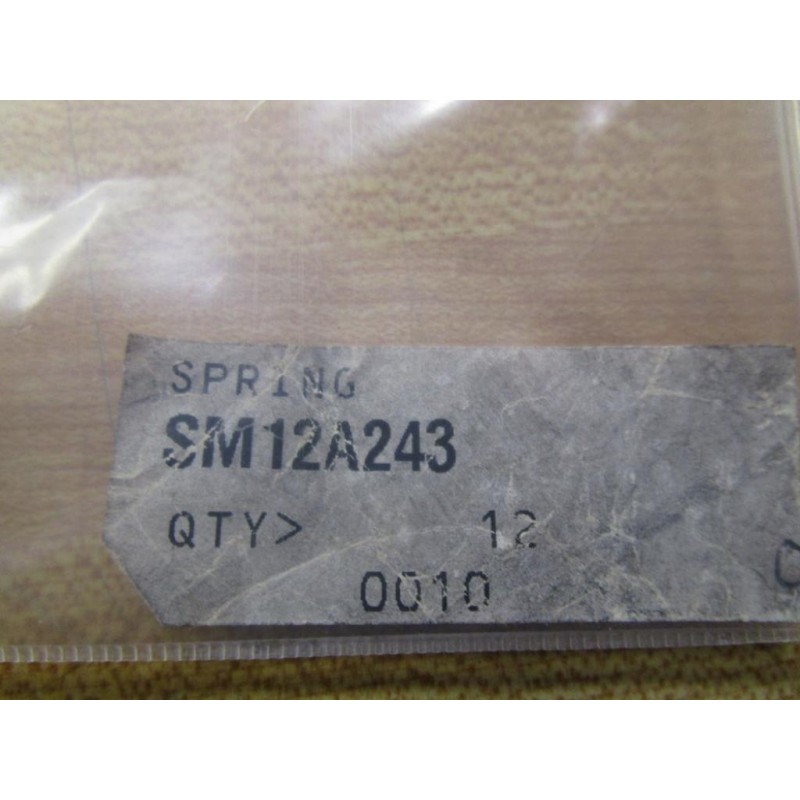 SPRING
SM12A243
QTY> 12
0010